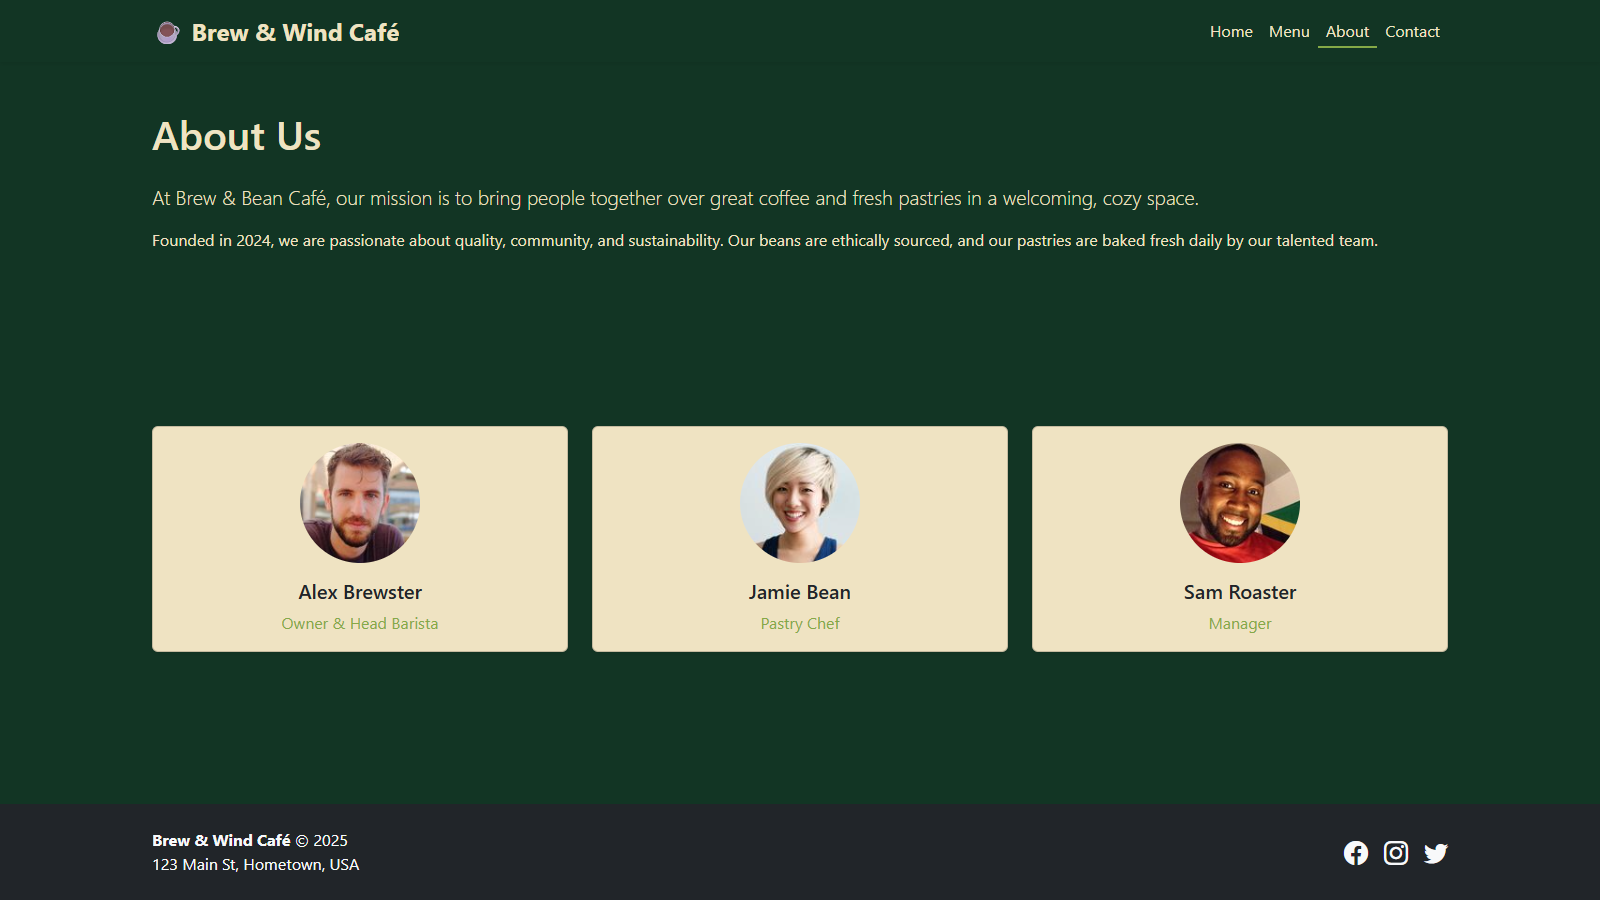 Brew & Wind Café
Home Menu About Contact
About Us
At Brew & Bean Café, our mission is to bring people together over great coffee and fresh pastries in a welcoming, cozy space.
Founded in 2024, we are passionate about quality, community, and sustainability. Our beans are ethically sourced, and our pastries are baked fresh daily by our talented team.
Alex Brewster
Owner & Head Barista
Jamie Bean
Pastry Chef
Sam Roaster
Manager
Brew & Wind Café © 2025
123 Main St, Hometown, USA